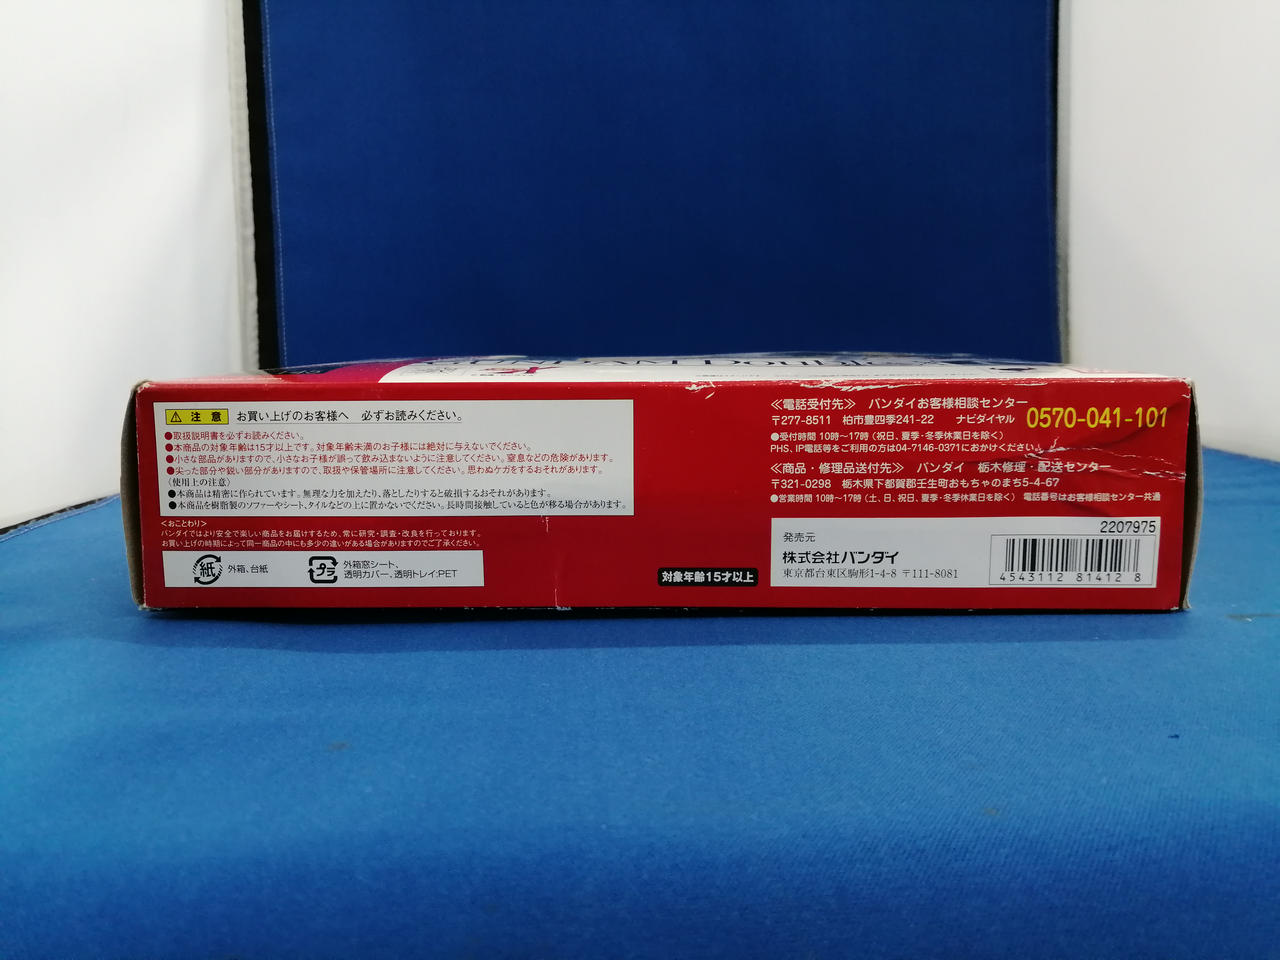 注意 お買い上げのお客様へ 必ずお読みください。
●取扱説明書を必ずお読みください。
●本商品の対象年齢は15才以上です。対象年齢未満のお子様には絶対に与えないでください。
●小さな部品がありますので、小さなお子様が誤って飲み込まないように注意してください。窒息などの危険があります。
●尖った部分や鋭い部分がありますので、取扱や保管場所に注意してください。思わぬケガをするおそれがあります。
〈使用上の注意〉
●本商品は精密に作られています。無理な力を加えたり、落としたりすると破損するおそれがあります。
●本商品を樹脂製のソファーやシート、タイルなどの上に置かないでください。長時間接触していると色が移る場合があります。
<おことわり>
バンダイではより安全で楽しい商品をお届けするため、常に研究・調査・改良を行っております。
お買い上げの時期によって同一商品の中にも多少の違いがある場合がありますのでご了承ください。
紙 外箱、台紙
プラ 外箱窓シート、
透明カバー、透明トレイ:PET
対象年齢15才以上
≪電話受付先≫ バンダイお客様相談センター
〒277-8511 柏市豊四季241-22 ナビダイヤル 0570-041-101
●受付時間 10時～17時 (祝日、夏季・冬季休業日を除く)
PHS、IP電話等をご利用の方は04-7146-0371におかけください。
≪商品・修理品送付先≫ バンダイ 栃木修理・配送センター
〒321-0298 栃木県下都賀郡壬生町おもちゃのまち5-4-67
●営業時間 10時～17時 (土、日、祝日、夏季・冬季休業日を除く) 電話番号はお客様相談センター共通
発売元
株式会社バンダイ
東京都台東区駒形1-4-8 〒111-8081
2207975
4543112 81412 8